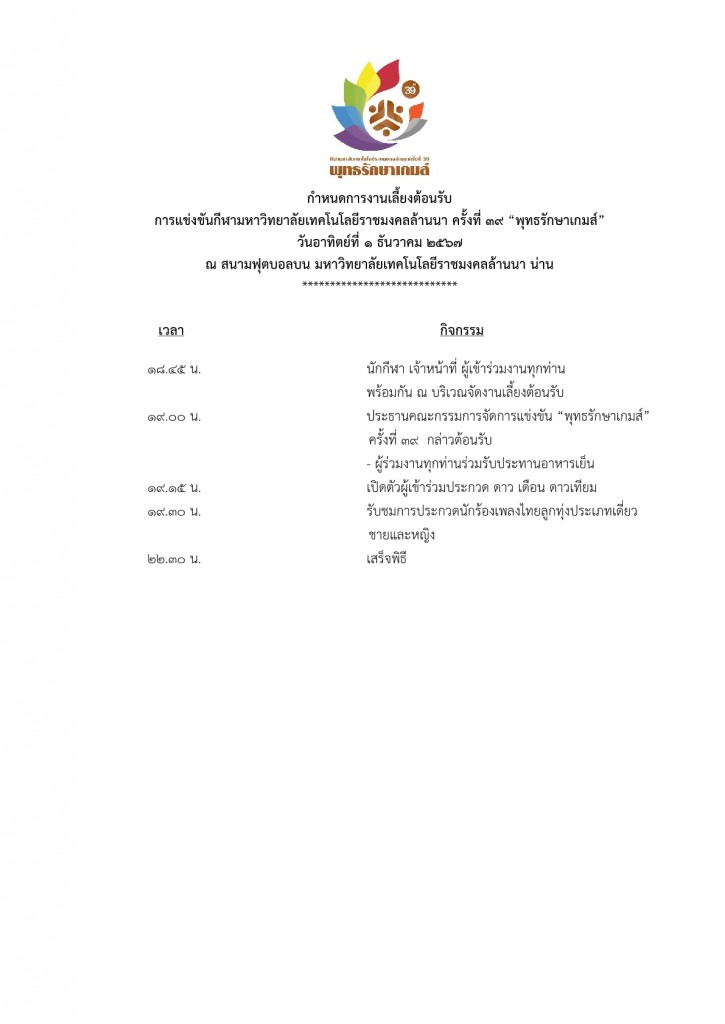 39
กีฬามหาวิทยาลัยเทคโนโลยีราชมงคลล้านนาครั้งที่ 39
พุทธรักษาเกมส์
กำหนดการงานเลี้ยงต้อนรับ
การแข่งขันกีฬามหาวิทยาลัยเทคโนโลยีราชมงคลล้านนา ครั้งที่ ๓๙ “พุทธรักษาเกมส์”
วันอาทิตย์ที่ ๑ ธันวาคม ๒๕๖๗
ณ สนามฟุตบอลบน มหาวิทยาลัยเทคโนโลยีราชมงคลล้านนา น่าน
****************************
เวลา กิจกรรม
๑๘.๔๕ น. นักกีฬา เจ้าหน้าที่ ผู้เข้าร่วมงานทุกท่าน
พร้อมกัน ณ บริเวณจัดงานเลี้ยงต้อนรับ
๑๙.๐๐ น. ประธานคณะกรรมการจัดการแข่งขัน “พุทธรักษาเกมส์”
ครั้งที่ ๓๙ กล่าวต้อนรับ
- ผู้ร่วมงานทุกท่านร่วมรับประทานอาหารเย็น
๑๙.๑๕ น. เปิดตัวผู้เข้าร่วมประกวด ดาว เดือน ดาวเทียม
๑๙.๓๐ น. รับชมการประกวดนักร้องเพลงไทยลูกทุ่งประเภทเดี่ยว
ชายและหญิง
๒๒.๓๐ น. เสร็จพิธี